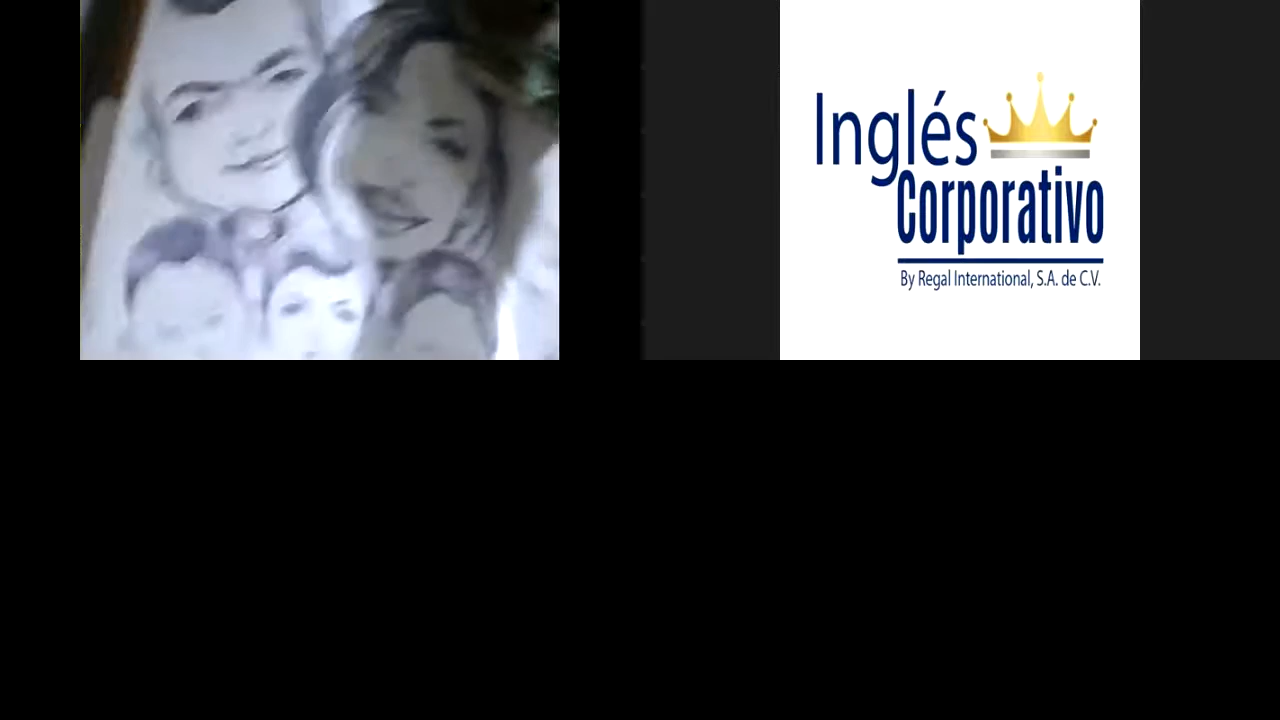 Inglés
Corporativo
By Regal International, S.A. de C.V.